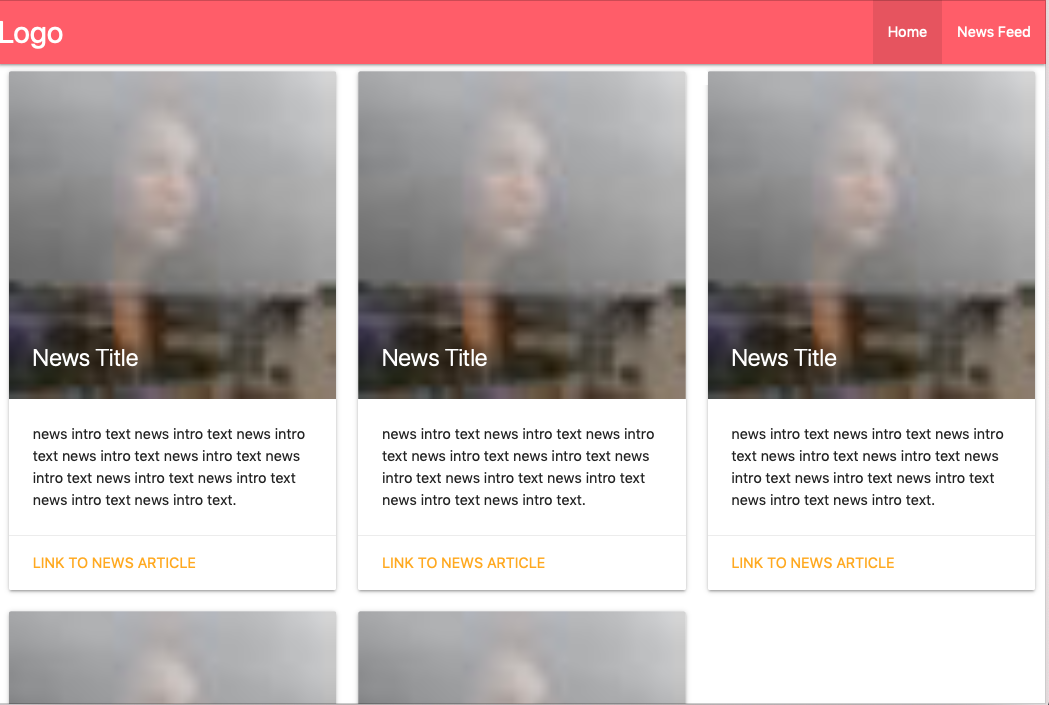 Logo
Home
News Feed
News Title
news intro text news intro text news intro
text news intro text news intro text news
intro text news intro text news intro text
news intro text news intro text.
LINK TO NEWS ARTICLE
News Title
news intro text news intro text news intro
text news intro text news intro text news
intro text news intro text news intro text
news intro text news intro text.
LINK TO NEWS ARTICLE
News Title
news intro text news intro text news intro
text news intro text news intro text news
intro text news intro text news intro text
news intro text news intro text.
LINK TO NEWS ARTICLE